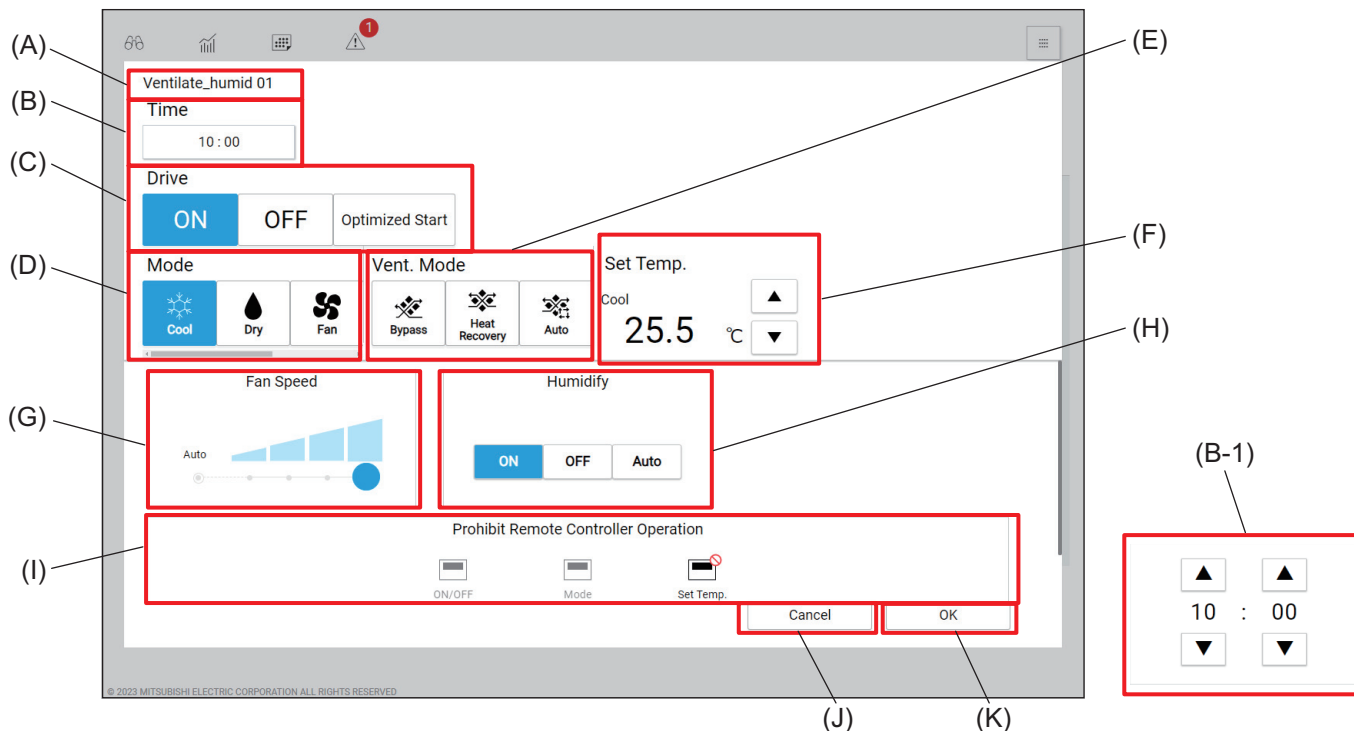 1
(A)
(E)
Ventilate_humid 01
(B)
Time
10 : 00
(C)
Drive
ON
OFF
Optimized Start
(F)
(D)
Mode
Vent. Mode
Set Temp.
Cool
Dry
Fan
Bypass
Heat
Recovery
Auto
Cool
25.5 ℃
▲
▼
(H)
Fan Speed
Humidify
(G)
Auto
ON
OFF
Auto
(B-1)
Prohibit Remote Controller Operation
(I)
ON/OFF
Mode
Set Temp.
▲ ▲
10 : 00
▼ ▼
Cancel
OK
© 2023 MITSUBISHI ELECTRIC CORPORATION ALL RIGHTS RESERVED
(J)
(K)